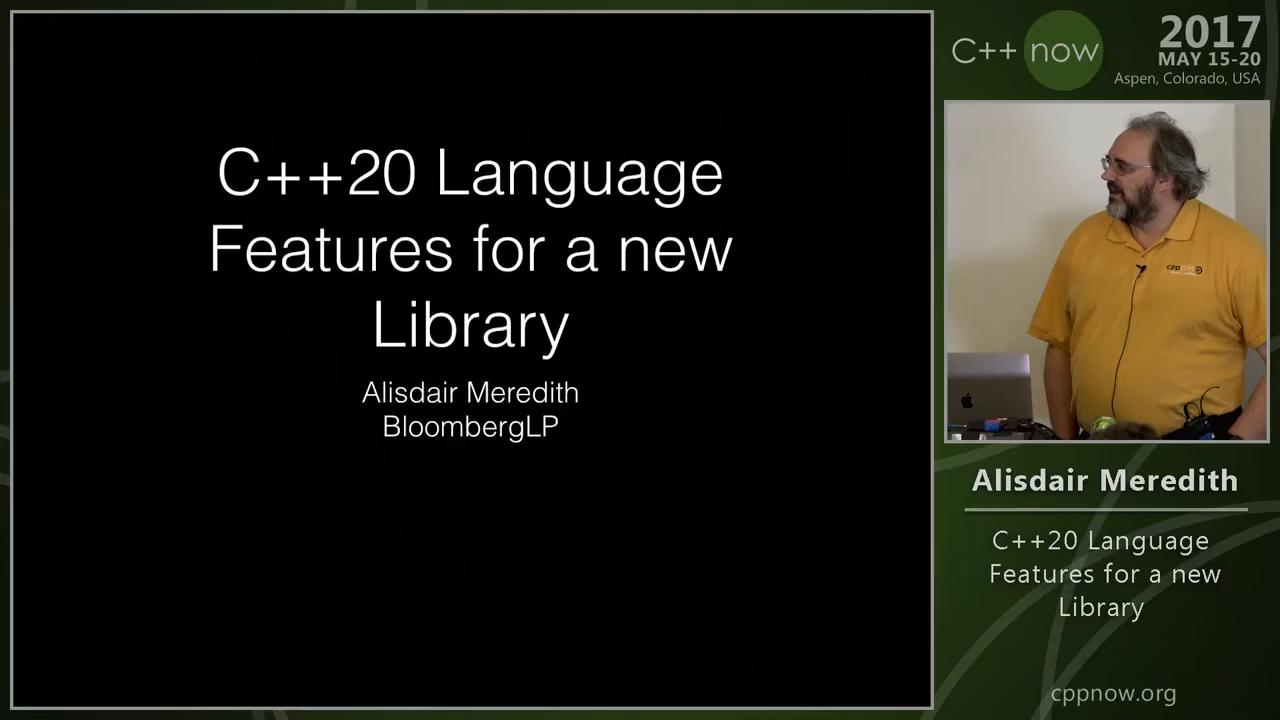 C++20 Language
Features for a new
Library
Alisdair Meredith
BloombergLP
C++ now
2017
MAY 15-20
Aspen, Colorado, USA
Alisdair Meredith
C++20 Language
Features for a new
Library
cppnow.org